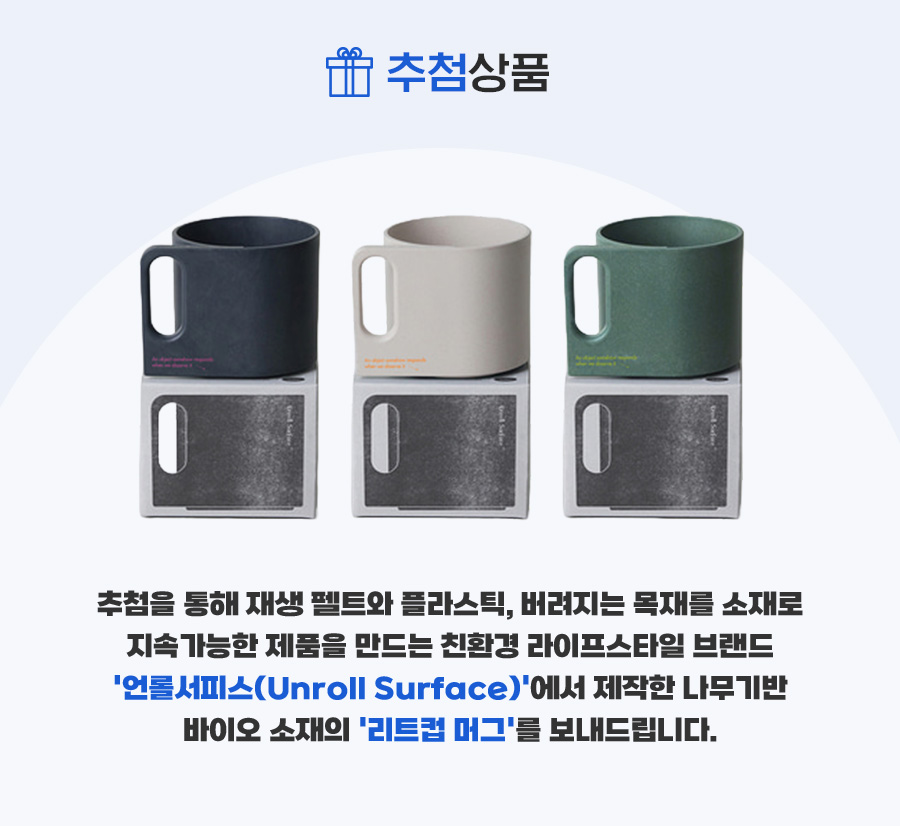 추첨상품
추첨을 통해 재생 펠트와 플라스틱, 버려지는 목재를 소재로
지속가능한 제품을 만드는 친환경 라이프스타일 브랜드
'언롤서피스(Unroll Surface)'에서 제작한 나무기반
바이오 소재의 '리트컵 머그'를 보내드립니다.